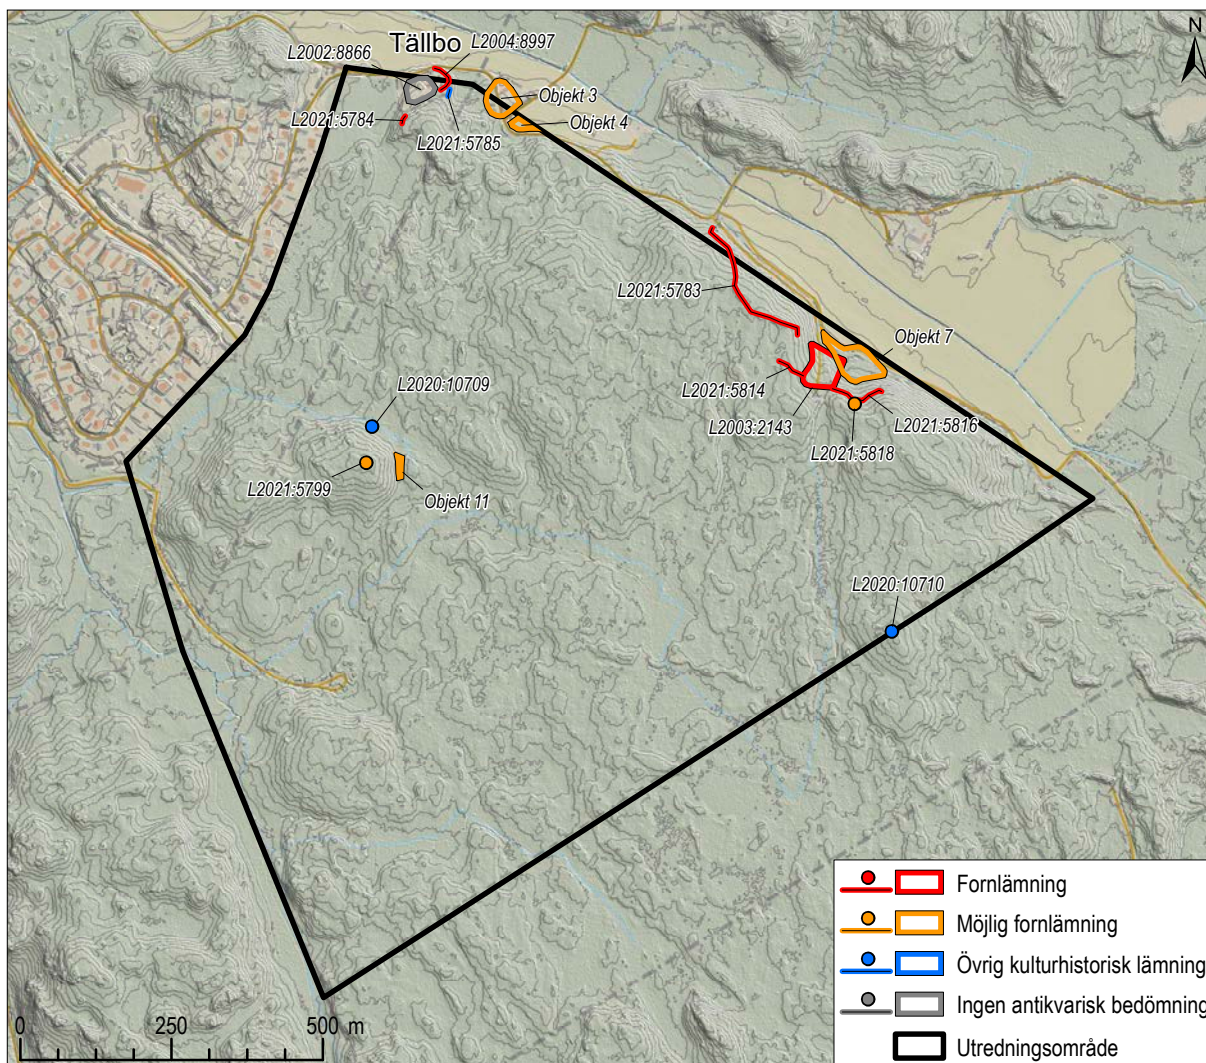 N
Tällbo
L2004:8997
L2002:8866
Objekt 3
Objekt 4
L2021:5784
L2021:5785
L2021:5783
Objekt 7
L2021:5814
L2003:2143
L2021:5816
L2021:5818
L2020:10709
L2021:5799
Objekt 11
L2020:10710
Fornlämning
Möjlig fornlämning
Övrig kulturhistorisk lämning
Ingen antikvarisk bedömning
Utredningsområde
0 250 500 m